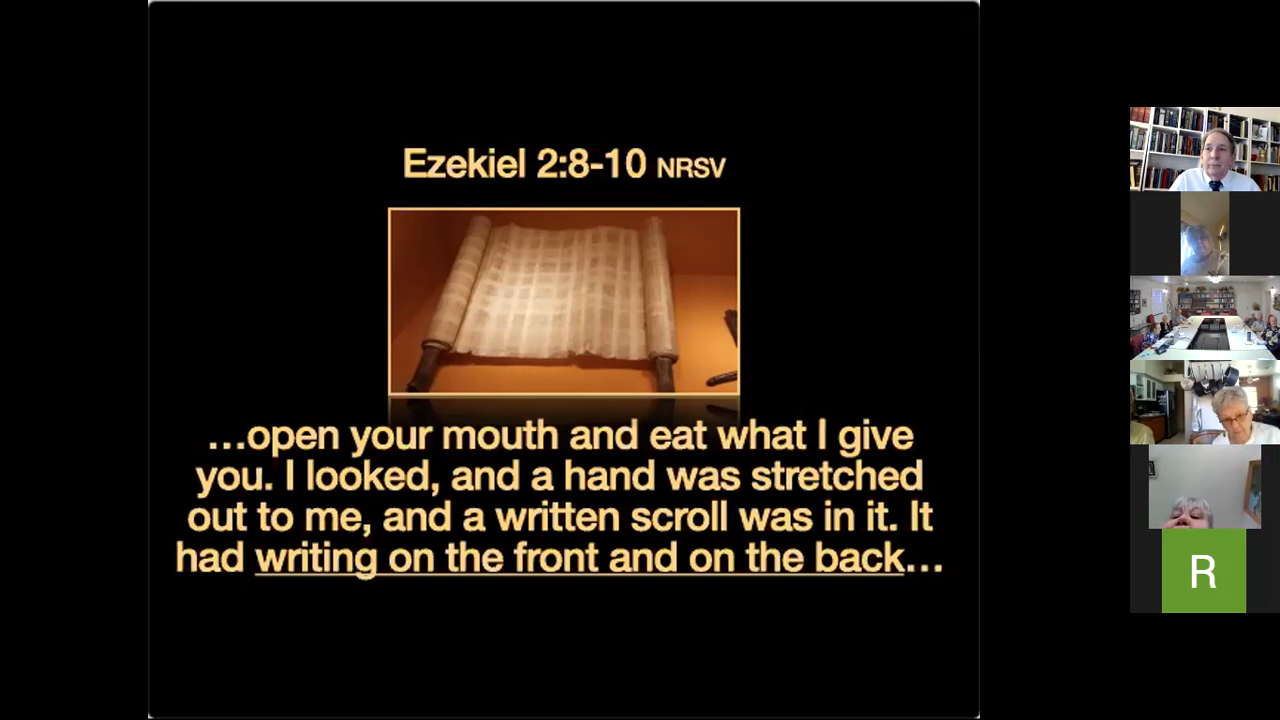 Ezekiel 2:8-10 NRSV
…open your mouth and eat what I give
you. I looked, and a hand was stretched
out to me, and a written scroll was in it. It
had writing on the front and on the back…
R